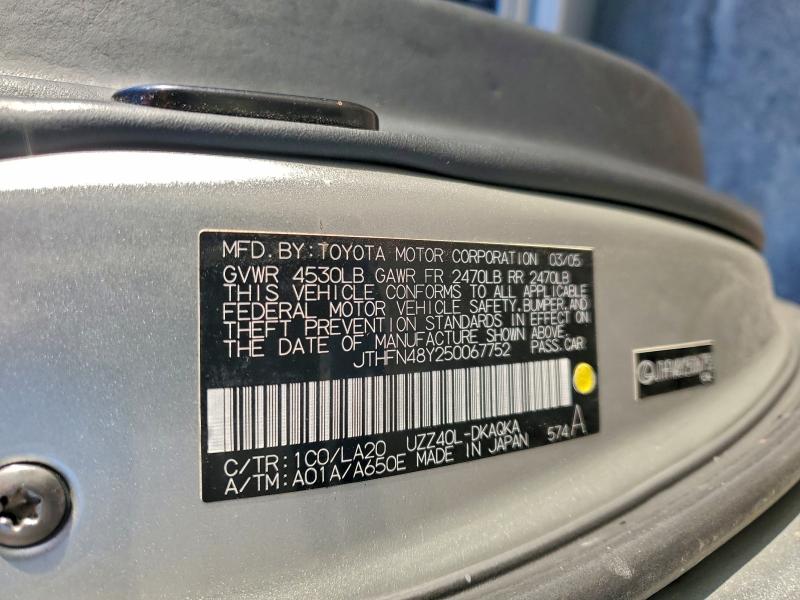 MFD. BY: TOYOTA MOTOR CORPORATION 03/05
GVWR 4530LB GAWR FR 2470LB RR 2470LB
THIS VEHICLE CONFORMS TO ALL APPLICABLE
FEDERAL MOTOR VEHICLE SAFETY, BUMPER, AND
THEFT PREVENTION STANDARDS IN EFFECT ON
THE DATE OF MANUFACTURE SHOWN ABOVE.
JTHFN48Y250067752 PASS. CAR
C/TR: 1C0/LA20 UZZ40L-DKAQKA 574A
A/TM: A01A/A650E MADE IN JAPAN